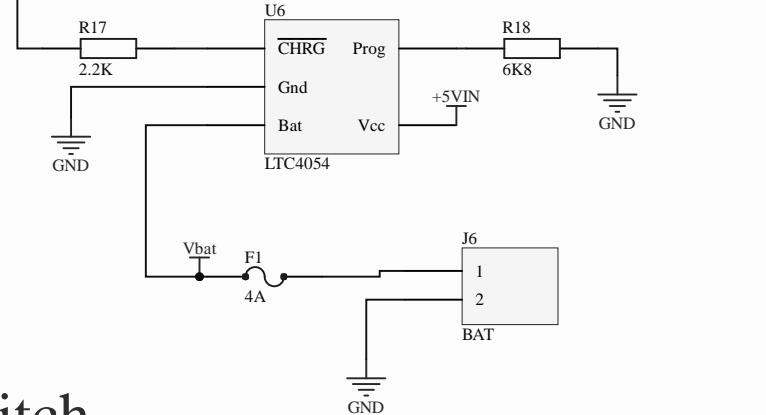 U6
R17
R18
CHRG
Prog
2.2K
6K8
Gnd
+5VIN
Bat
Vcc
GND
GND
LTC4054
J6
Vbat
F1
1
4A
2
BAT
GND
itch